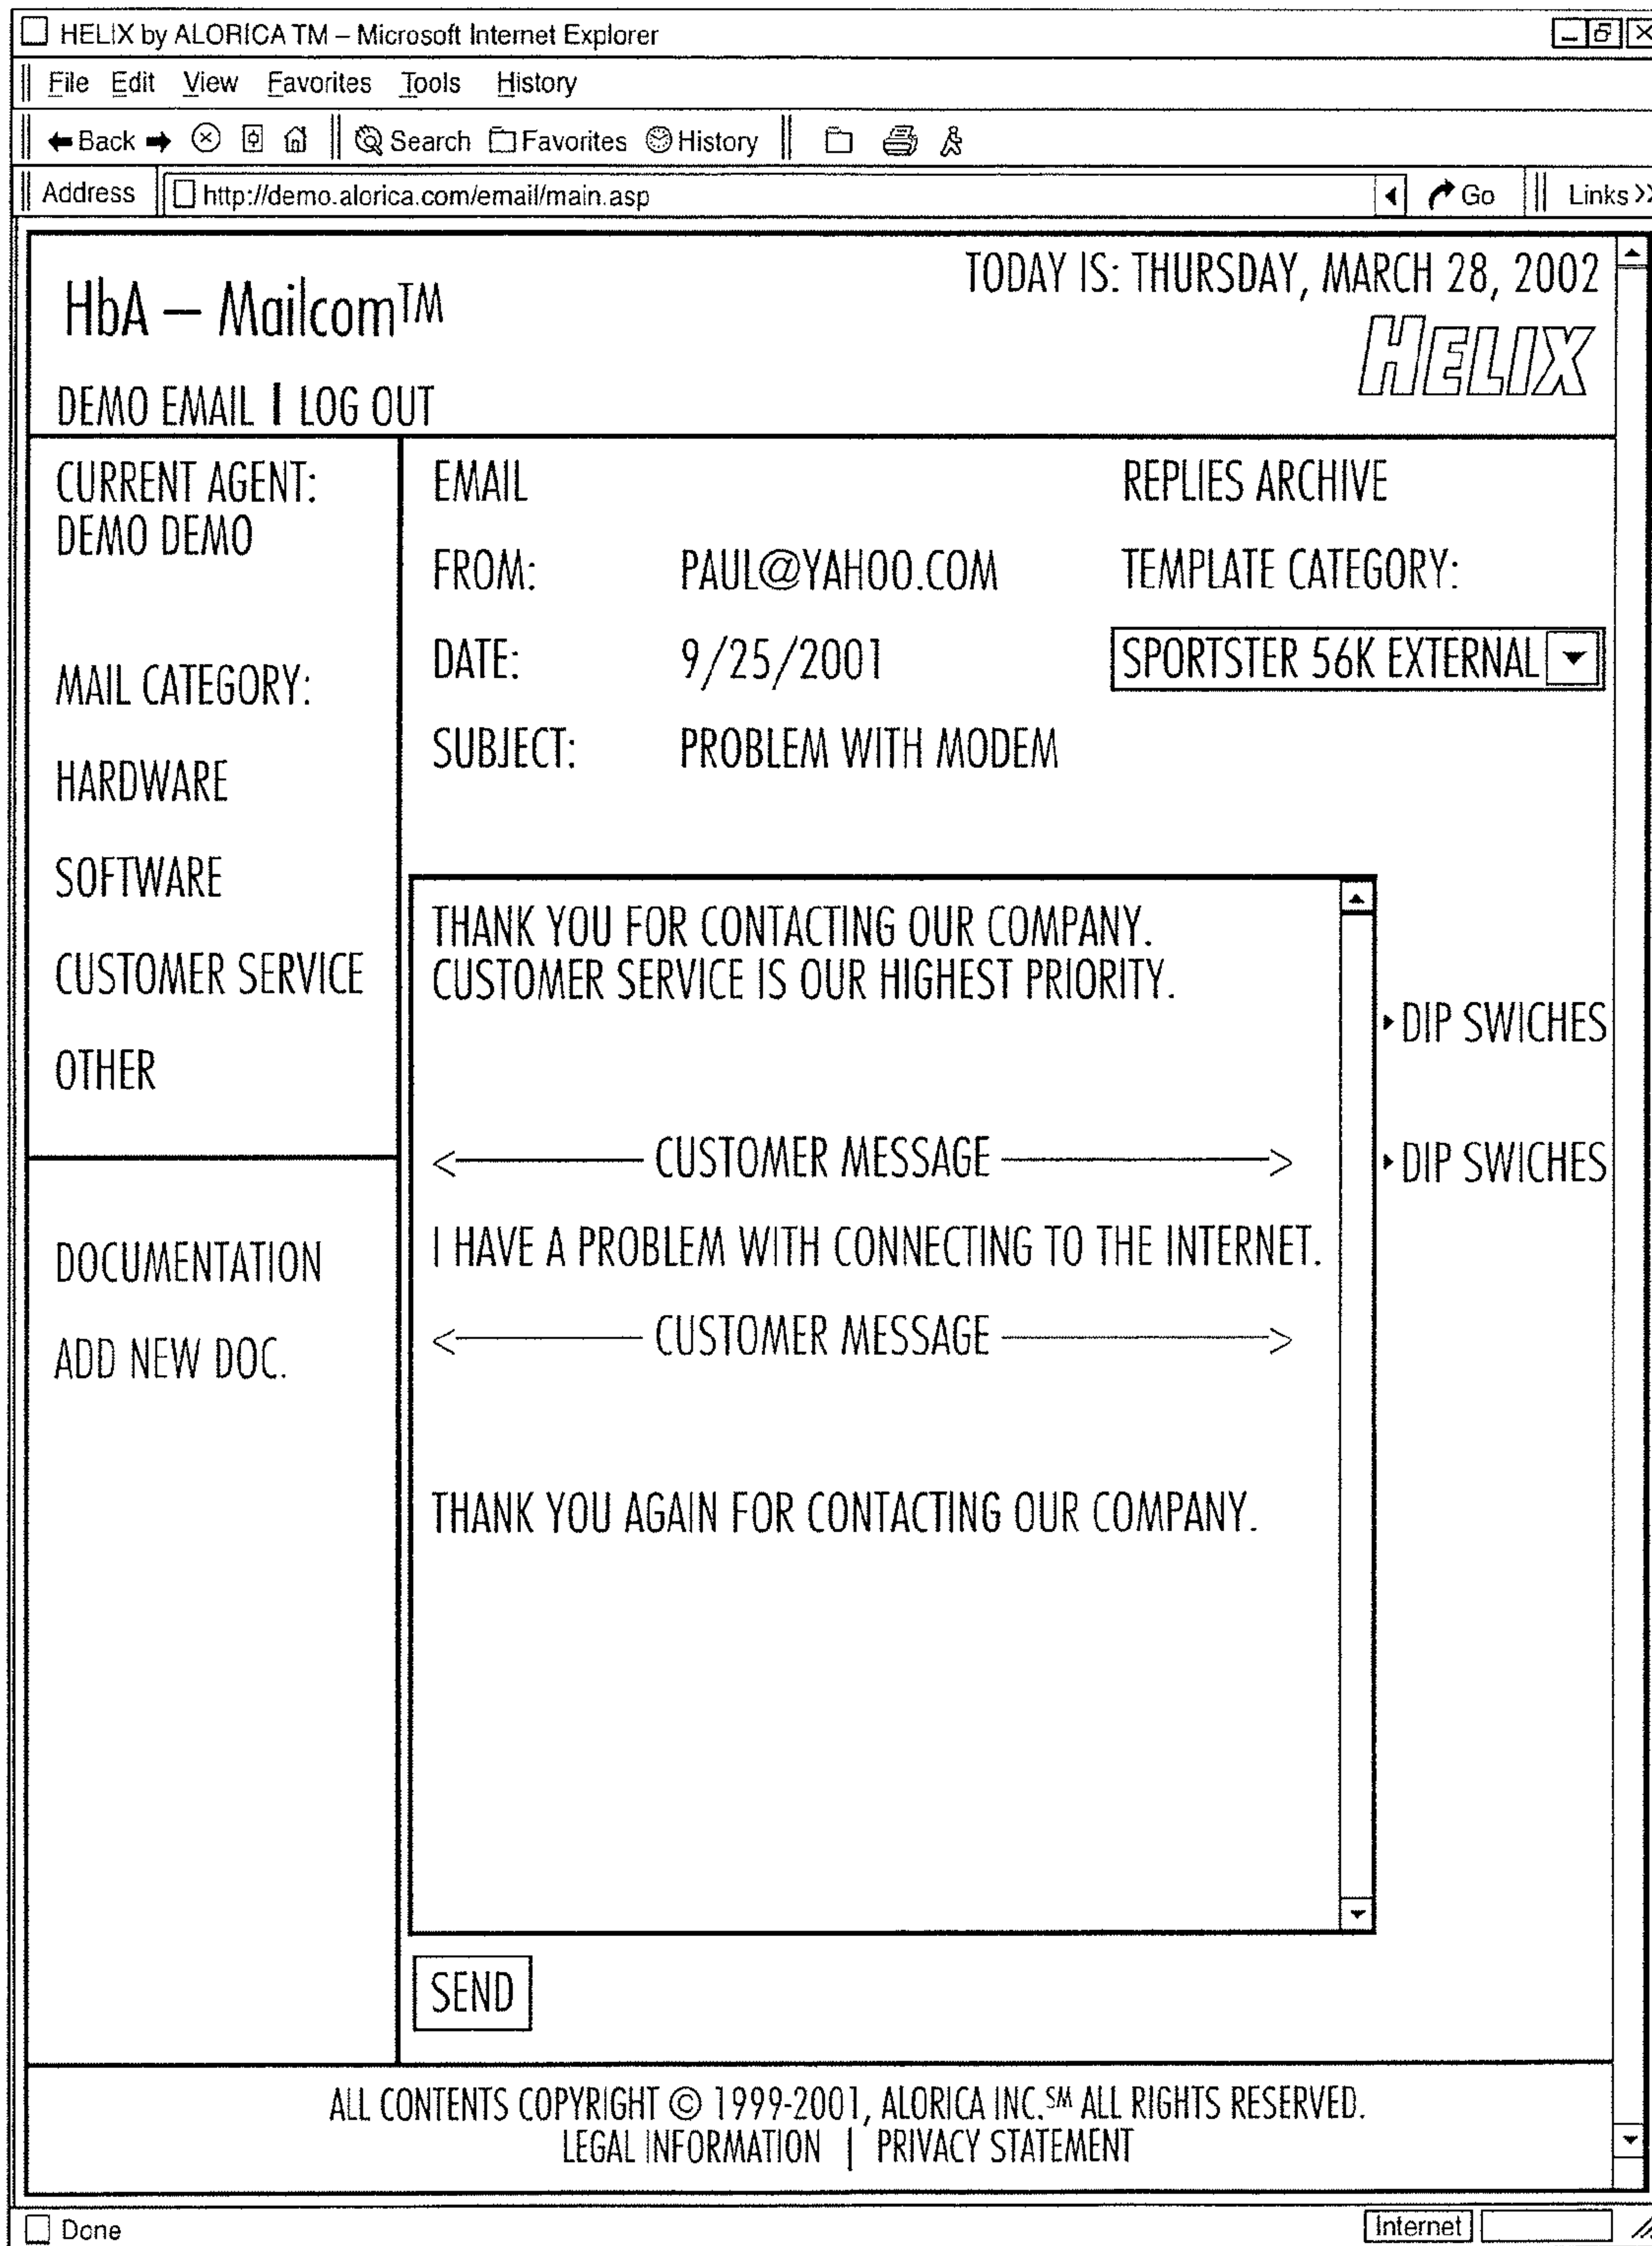 HELIX by ALORICA TM – Microsoft Internet Explorer
File Edit View Favorites Tools History
Back Search Favorites History
Address http://demo.alorica.com/email/main.asp Go Links >>
TODAY IS: THURSDAY, MARCH 28, 2002
HbA – Mailcom™
HELIX
DEMO EMAIL | LOG OUT
CURRENT AGENT:
DEMO DEMO
MAIL CATEGORY:
HARDWARE
SOFTWARE
CUSTOMER SERVICE
OTHER
DOCUMENTATION
ADD NEW DOC.
EMAIL
FROM: PAUL@YAHOO.COM
DATE: 9/25/2001
SUBJECT: PROBLEM WITH MODEM
REPLIES ARCHIVE
TEMPLATE CATEGORY:
SPORTSTER 56K EXTERNAL
THANK YOU FOR CONTACTING OUR COMPANY.
CUSTOMER SERVICE IS OUR HIGHEST PRIORITY.
<——— CUSTOMER MESSAGE ———>
I HAVE A PROBLEM WITH CONNECTING TO THE INTERNET.
<——— CUSTOMER MESSAGE ———>
THANK YOU AGAIN FOR CONTACTING OUR COMPANY.
DIP SWICHES
DIP SWICHES
SEND
ALL CONTENTS COPYRIGHT © 1999-2001, ALORICA INC.℠ ALL RIGHTS RESERVED.
LEGAL INFORMATION | PRIVACY STATEMENT
Done Internet